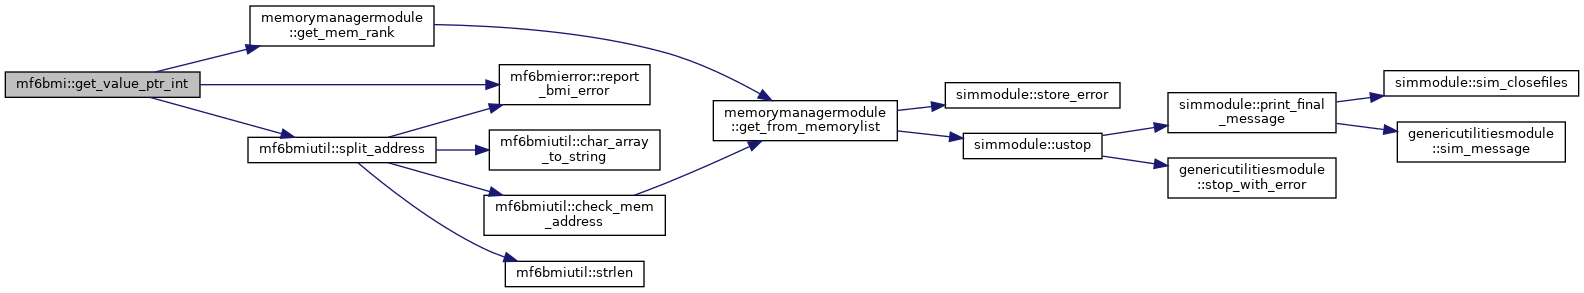 mf6bmi::get_value_ptr_int
memorymanagermodule
::get_mem_rank
mf6bmierror::report
_bmi_error
mf6bmiutil::split_address
mf6bmiutil::char_array
_to_string
mf6bmiutil::check_mem
_address
mf6bmiutil::strlen
memorymanagermodule
::get_from_memorylist
simmodule::store_error
simmodule::ustop
simmodule::print_final
_message
genericutilitiesmodule
::stop_with_error
simmodule::sim_closefiles
genericutilitiesmodule
::sim_message